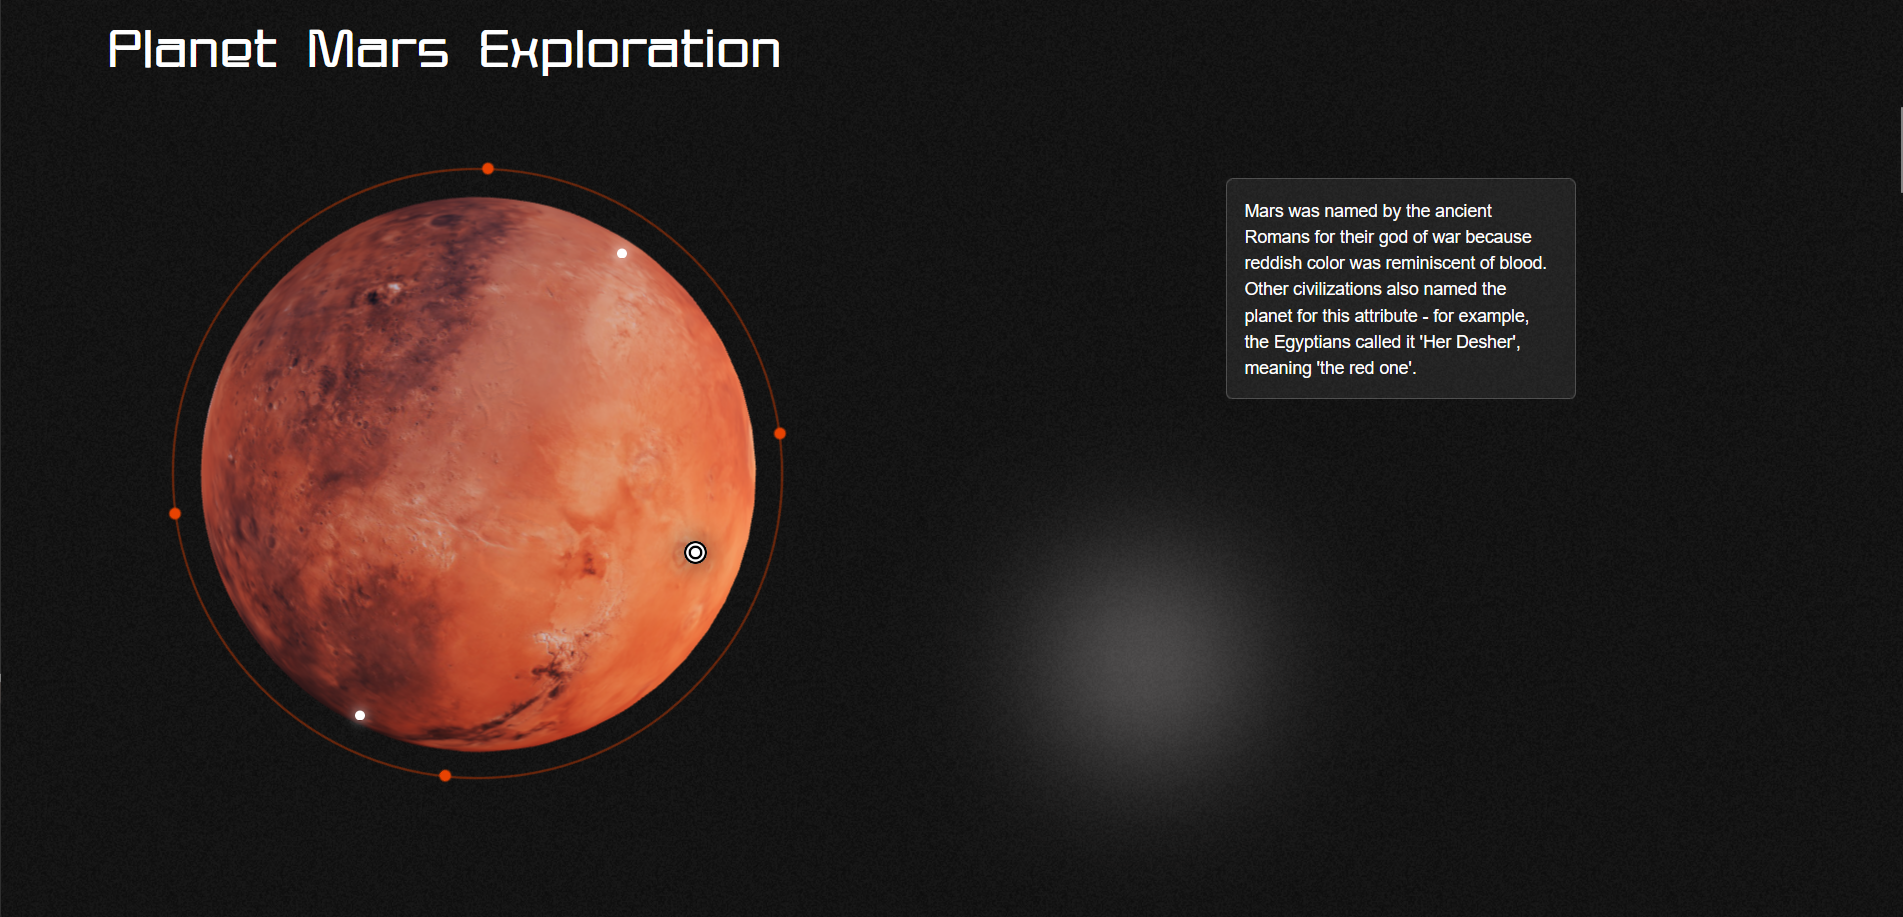 Planet Mars Exploration
Mars was named by the ancient
Romans for their god of war because
reddish color was reminiscent of blood.
Other civilizations also named the
planet for this attribute - for example,
the Egyptians called it 'Her Desher',
meaning 'the red one'.